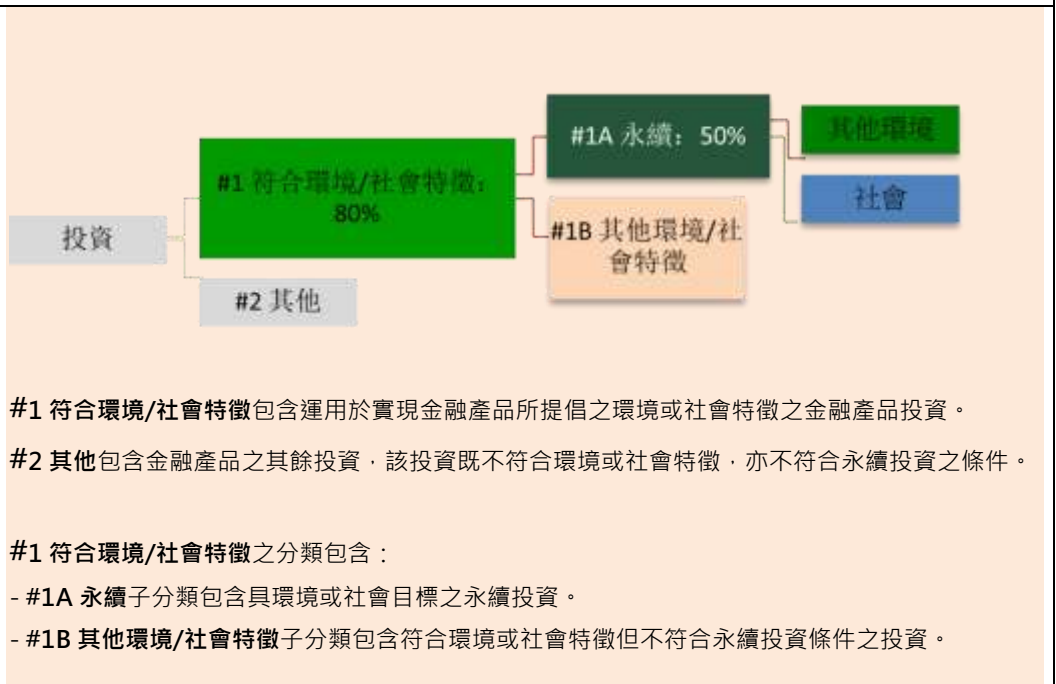 投資
#1 符合環境/社會特徵：
80%
#2 其他
#1A 永續：50%
#1B 其他環境/社
會特徵
其他環境
社會
#1 符合環境/社會特徵包含運用於實現金融產品所提倡之環境或社會特徵之金融產品投資。
#2 其他包含金融產品之其餘投資，該投資既不符合環境或社會特徵，亦不符合永續投資之條件。
#1 符合環境/社會特徵之分類包含：
- #1A 永續子分類包含具環境或社會目標之永續投資。
- #1B 其他環境/社會特徵子分類包含符合環境或社會特徵但不符合永續投資條件之投資。